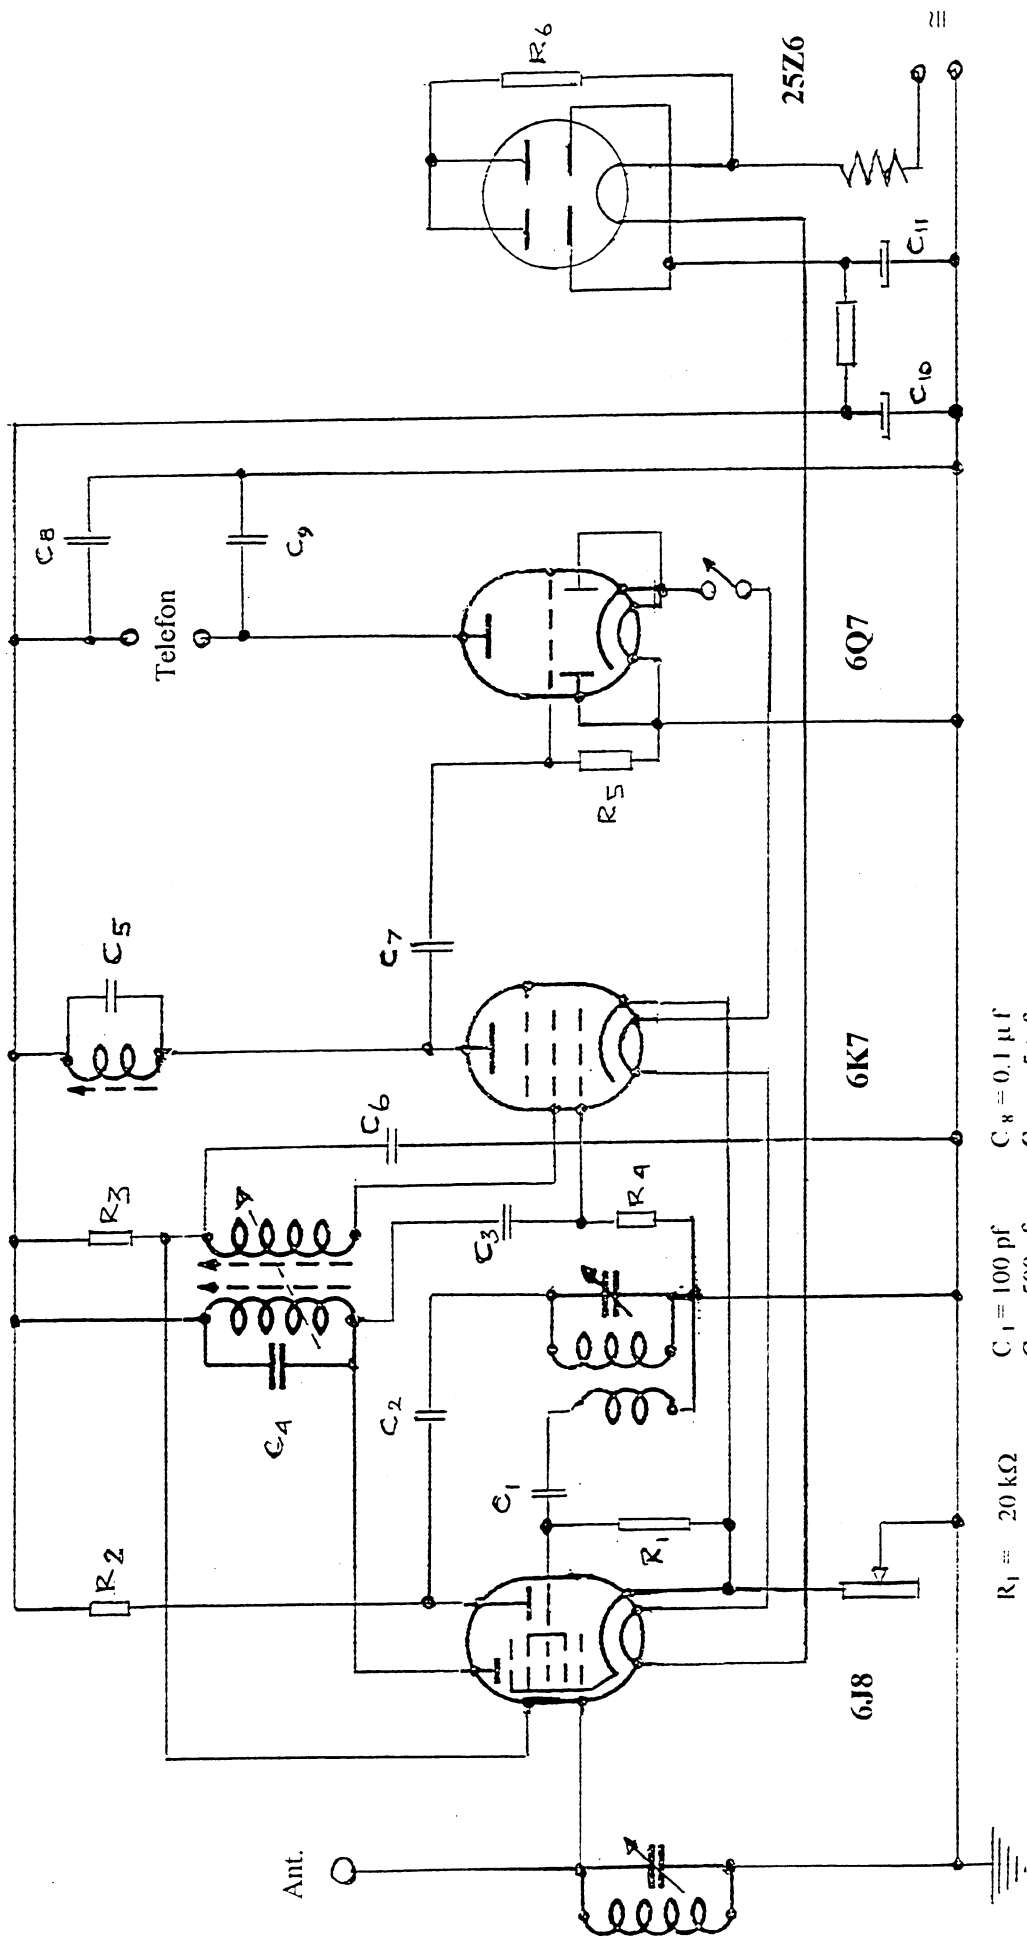 Ant.
R2
C4
R3
C6
C5
C8
Telefon
C9
R6
25Z6
≅
C1
C2
C3
C7
R1
R4
R5
C10
C11
6J8
6K7
6Q7
R₁ = 20 kΩ
C₁ = 100 pf
C₈ = 0.1 µf